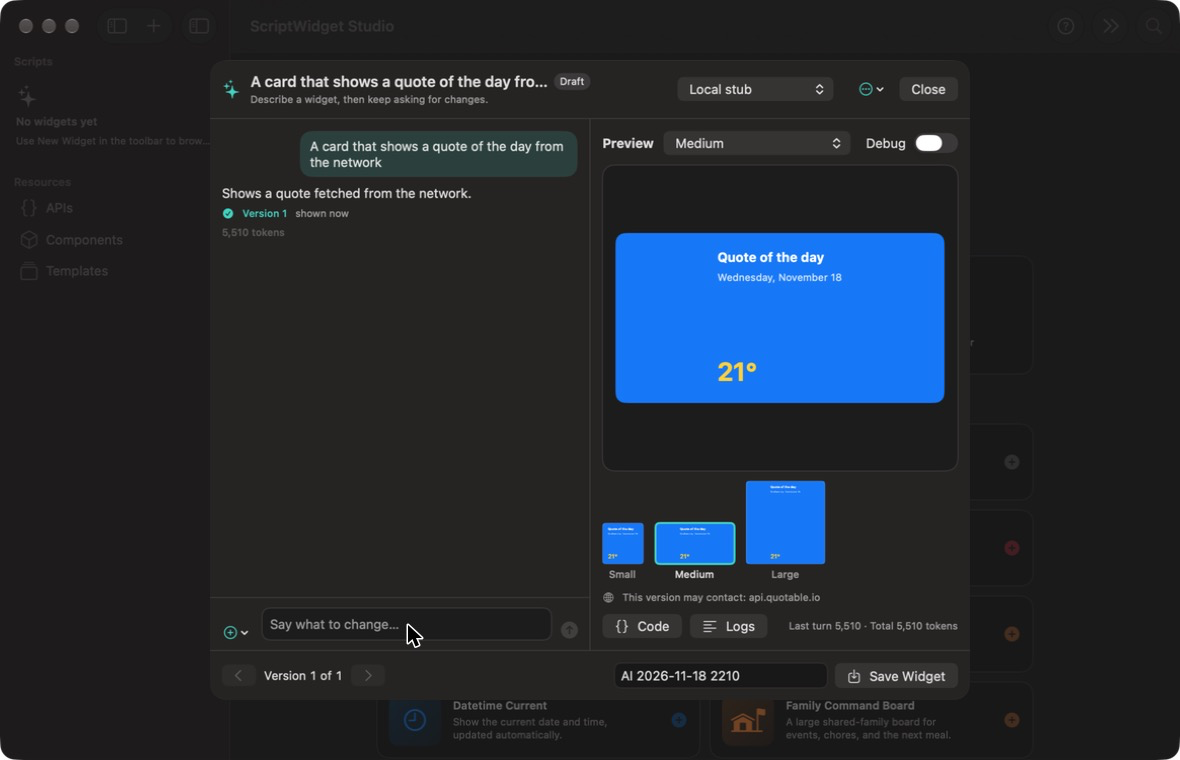 ScriptWidget Studio
Scripts
No widgets yet
Use New Widget in the toolbar to brow...
Resources
APIs
Components
Templates
A card that shows a quote of the day fro...
Draft
Describe a widget, then keep asking for changes.
Local stub
Close
A card that shows a quote of the day from
the network
Shows a quote fetched from the network.
Version 1 shown now
5,510 tokens
Preview
Medium
Debug
Quote of the day
Wednesday, November 18
21°
Small
Medium
Large
This version may contact: api.quotable.io
{} Code
Logs
Last turn 5,510 · Total 5,510 tokens
Say what to change...
Version 1 of 1
AI 2026-11-18 2210
Save Widget
Datetime Current
Show the current date and time,
updated automatically.
Family Command Board
A large shared-family board for
events, chores, and the next meal.